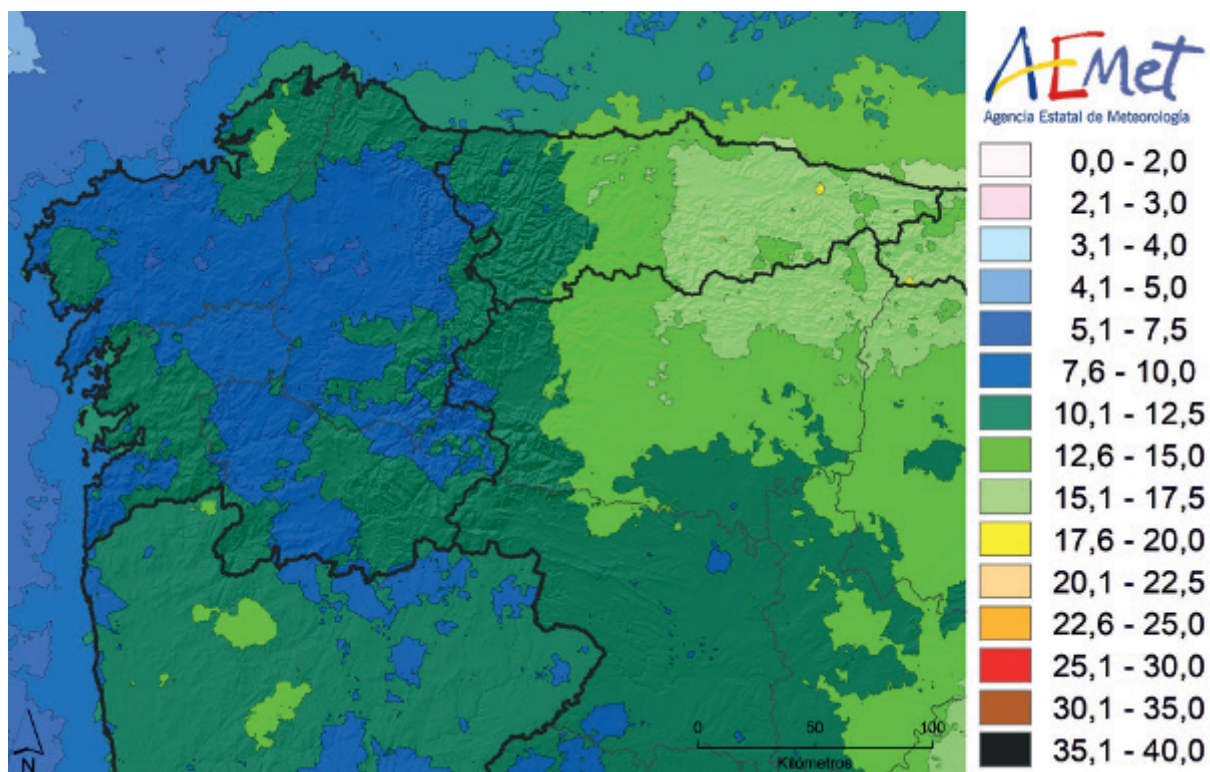 AEMet
Agencia Estatal de Meteorología
0,0 - 2,0
2,1 - 3,0
3,1 - 4,0
4,1 - 5,0
5,1 - 7,5
7,6 - 10,0
10,1 - 12,5
12,6 - 15,0
15,1 - 17,5
17,6 - 20,0
20,1 - 22,5
22,6 - 25,0
25,1 - 30,0
30,1 - 35,0
35,1 - 40,0
0 50 100
Kilómetros
N